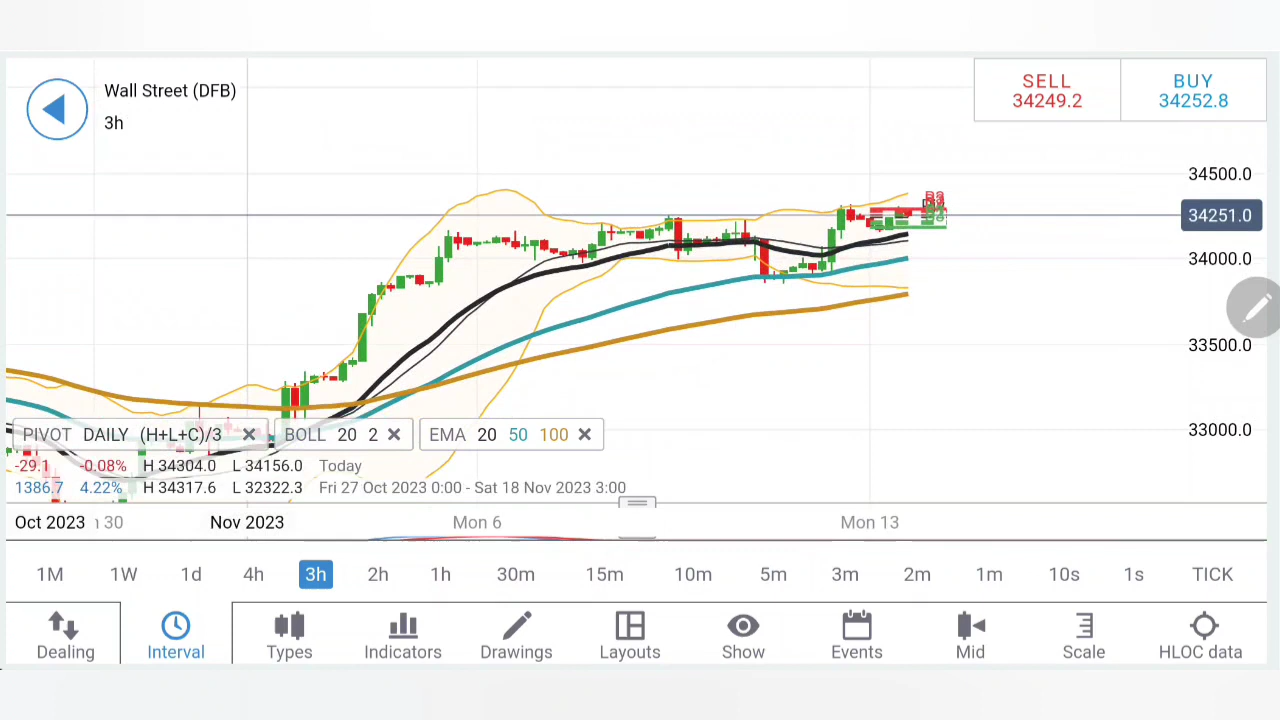 Wall Street (DFB)
3h
SELL
34249.2
BUY
34252.8
34500.0
34251.0
34000.0
33500.0
33000.0
PIVOT DAILY (H+L+C)/3
BOLL 20 2
EMA 20 50 100
-29.1 -0.08% H 34304.0 L 34156.0 Today
1386.7 4.22% H 34317.6 L 32322.3 Fri 27 Oct 2023 0:00 - Sat 18 Nov 2023 3:00
Oct 2023 30 Nov 2023 Mon 6 Mon 13
1M 1W 1d 4h 3h 2h 1h 30m 15m 10m 5m 3m 2m 1m 10s 1s TICK
Dealing Interval Types Indicators Drawings Layouts Show Events Mid Scale HLOC data